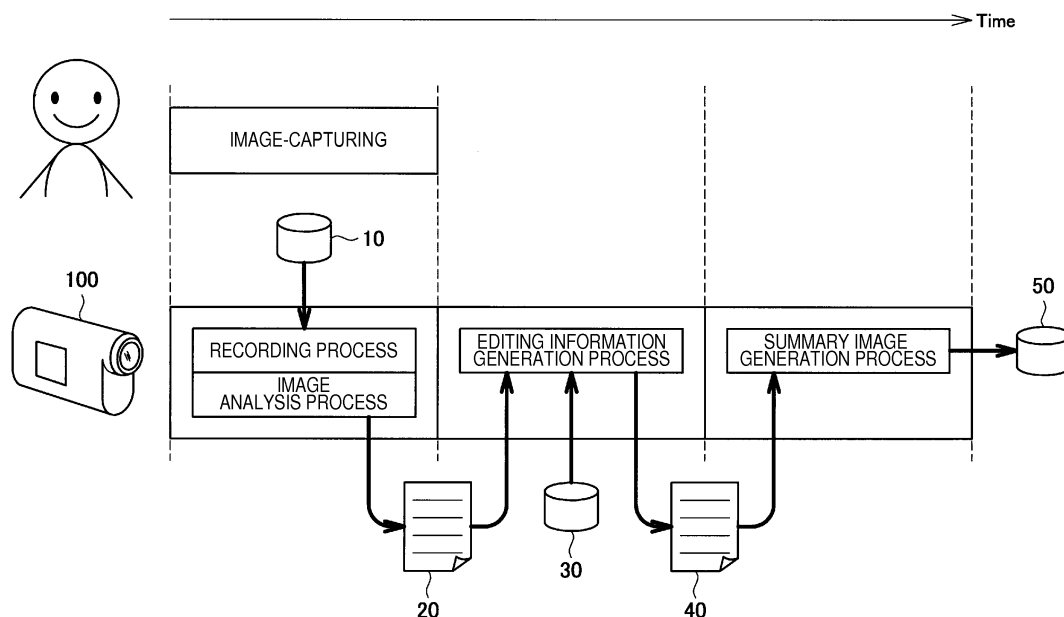 Time
IMAGE-CAPTURING
10
100
50
RECORDING PROCESS
IMAGE
ANALYSIS PROCESS
EDITING INFORMATION
GENERATION PROCESS
SUMMARY IMAGE
GENERATION PROCESS
20
30
40